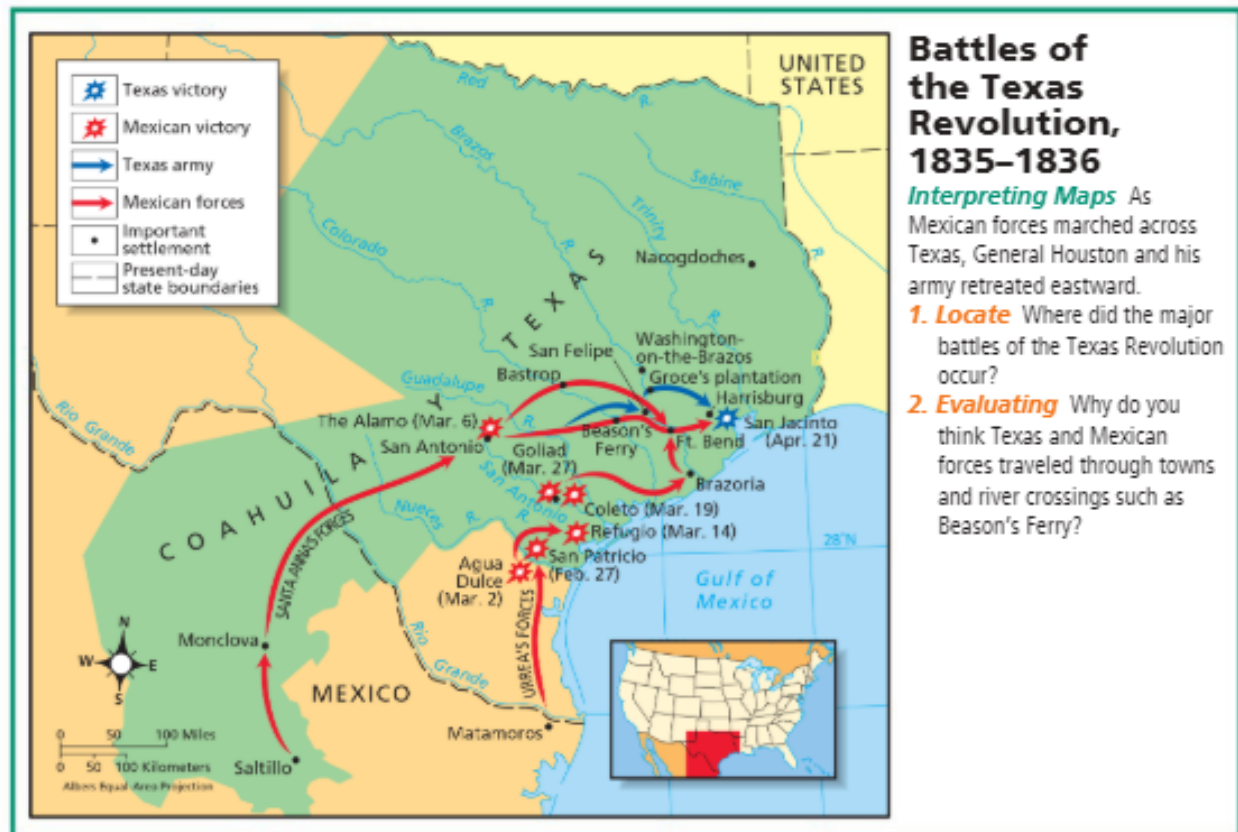 Texas victory
Mexican victory
Texas army
Mexican forces
Important
settlement
Present-day
state boundaries
UNITED
STATES
Red
R.
Brazos
Sabine
Trinity
R.
Colorado
Nacogdoches
R.
R.
R.
TEXAS
Washington-
on-the-Brazos
San Felipe
Bastrop
Groce's plantation
Guadalupe
Harrisburg
The Alamo (Mar. 6)
R.
San Jacinto
(Apr. 21)
Beason's
Ferry
Ft. Bend
San Antonio
Goliad
(Mar. 27)
Rio Grande
San Antonio
R.
Brazoria
Coleto (Mar. 19)
Nueces
R.
Refugio (Mar. 14)
COAHUILA Y
SANTA ANNA'S FORCES
San Patricio
(Feb. 27)
28°N
Agua
Dulce
(Mar. 2)
Gulf of
Mexico
URREA'S FORCES
N
W
E
S
Monclova
Rio
Grande
MEXICO
Matamoros
0 50 100 Miles
0 50 100 Kilometers
Albers Equal-Area Projection
Saltillo
Battles of
the Texas
Revolution,
1835–1836
Interpreting Maps As
Mexican forces marched across
Texas, General Houston and his
army retreated eastward.
1. Locate Where did the major
battles of the Texas Revolution
occur?
2. Evaluating Why do you
think Texas and Mexican
forces traveled through towns
and river crossings such as
Beason's Ferry?